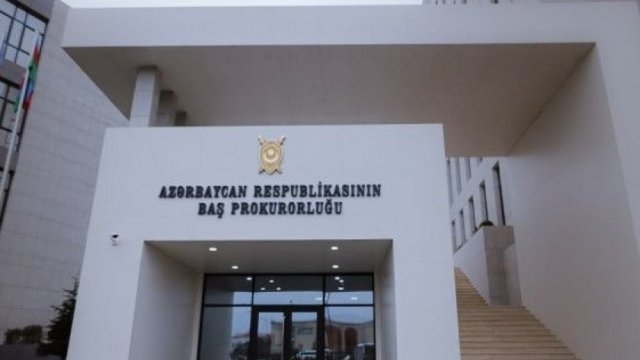 AZƏRBAYCAN RESPUBLİKASININ
BAŞ PROKURORLUĞU